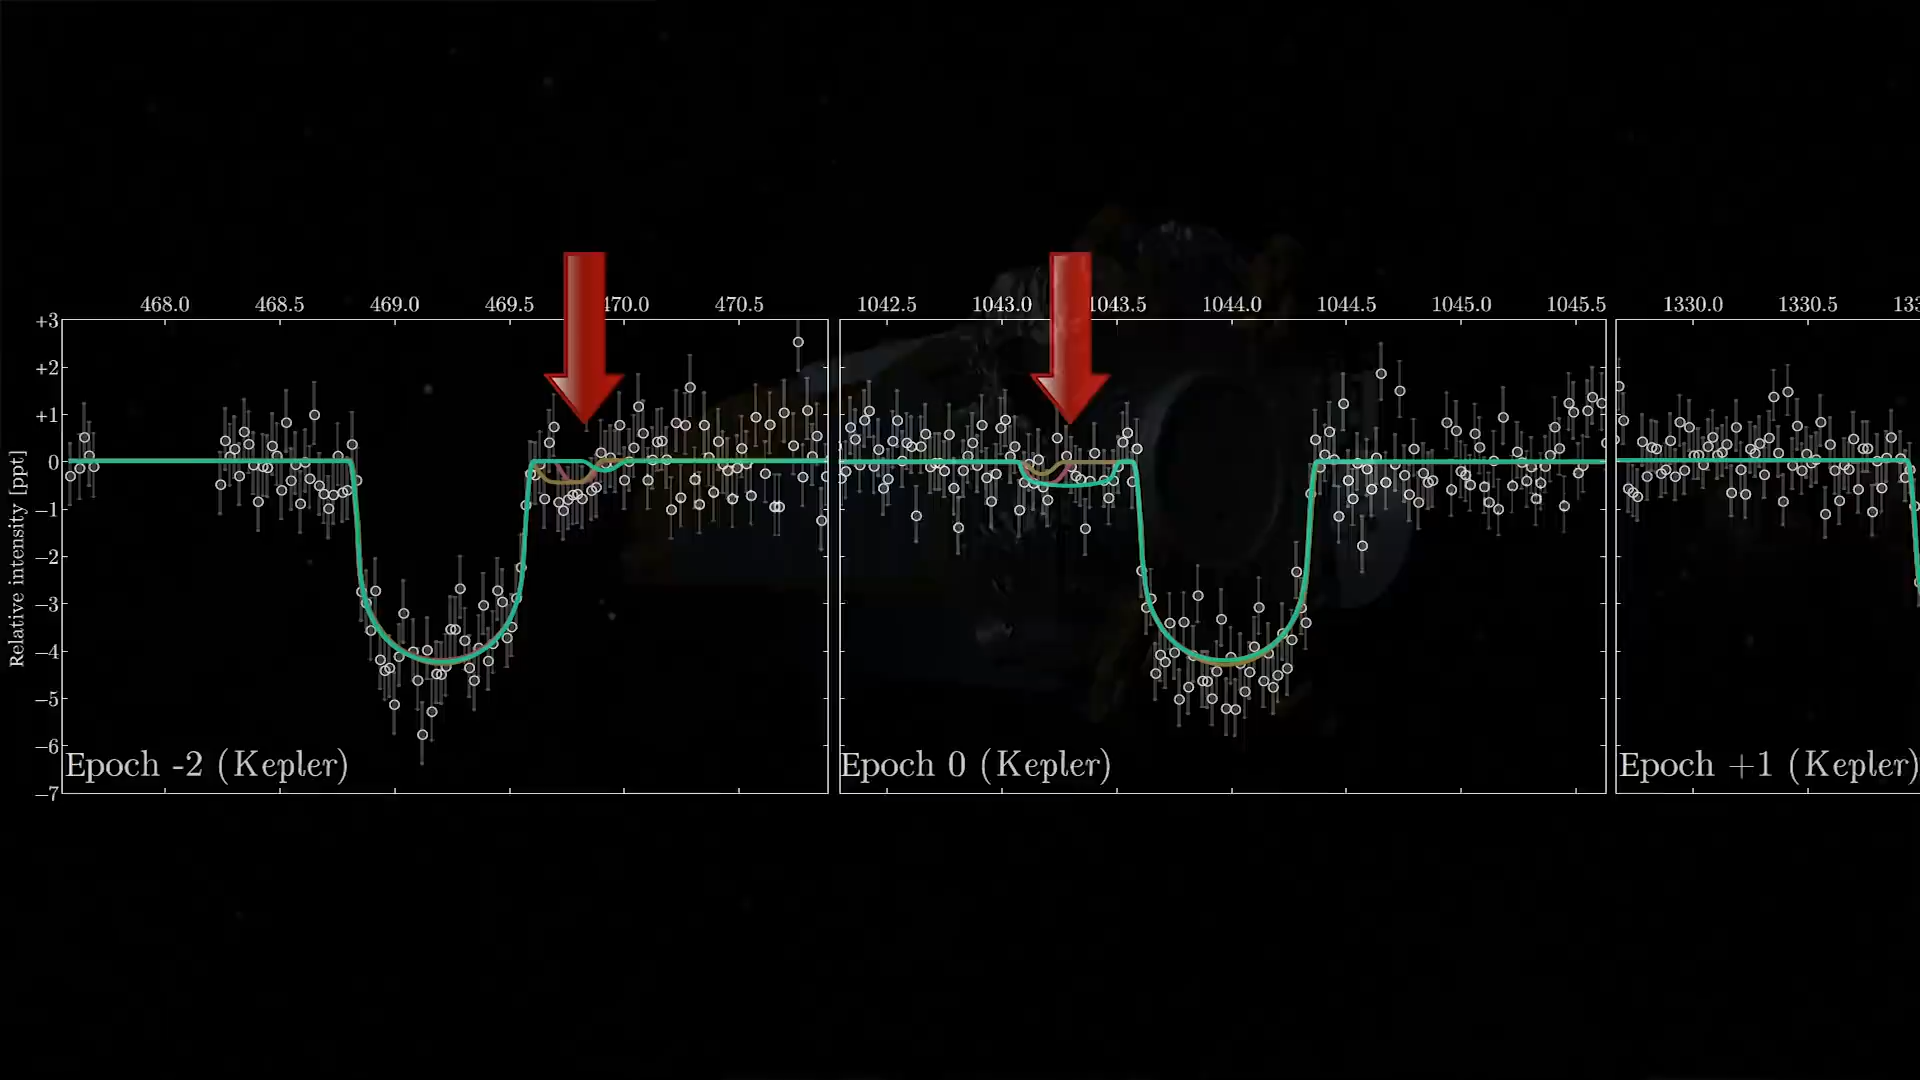 468.0 468.5 469.0 469.5 470.0 470.5 1042.5 1043.0 1043.5 1044.0 1044.5 1045.0 1045.5 1330.0 1330.5
+3
+2
+1
0
−1
−2
−3
−4
−5
−6
−7
Relative intensity [ppt]
Epoch -2 (Kepler)
Epoch 0 (Kepler)
Epoch +1 (Kepler)